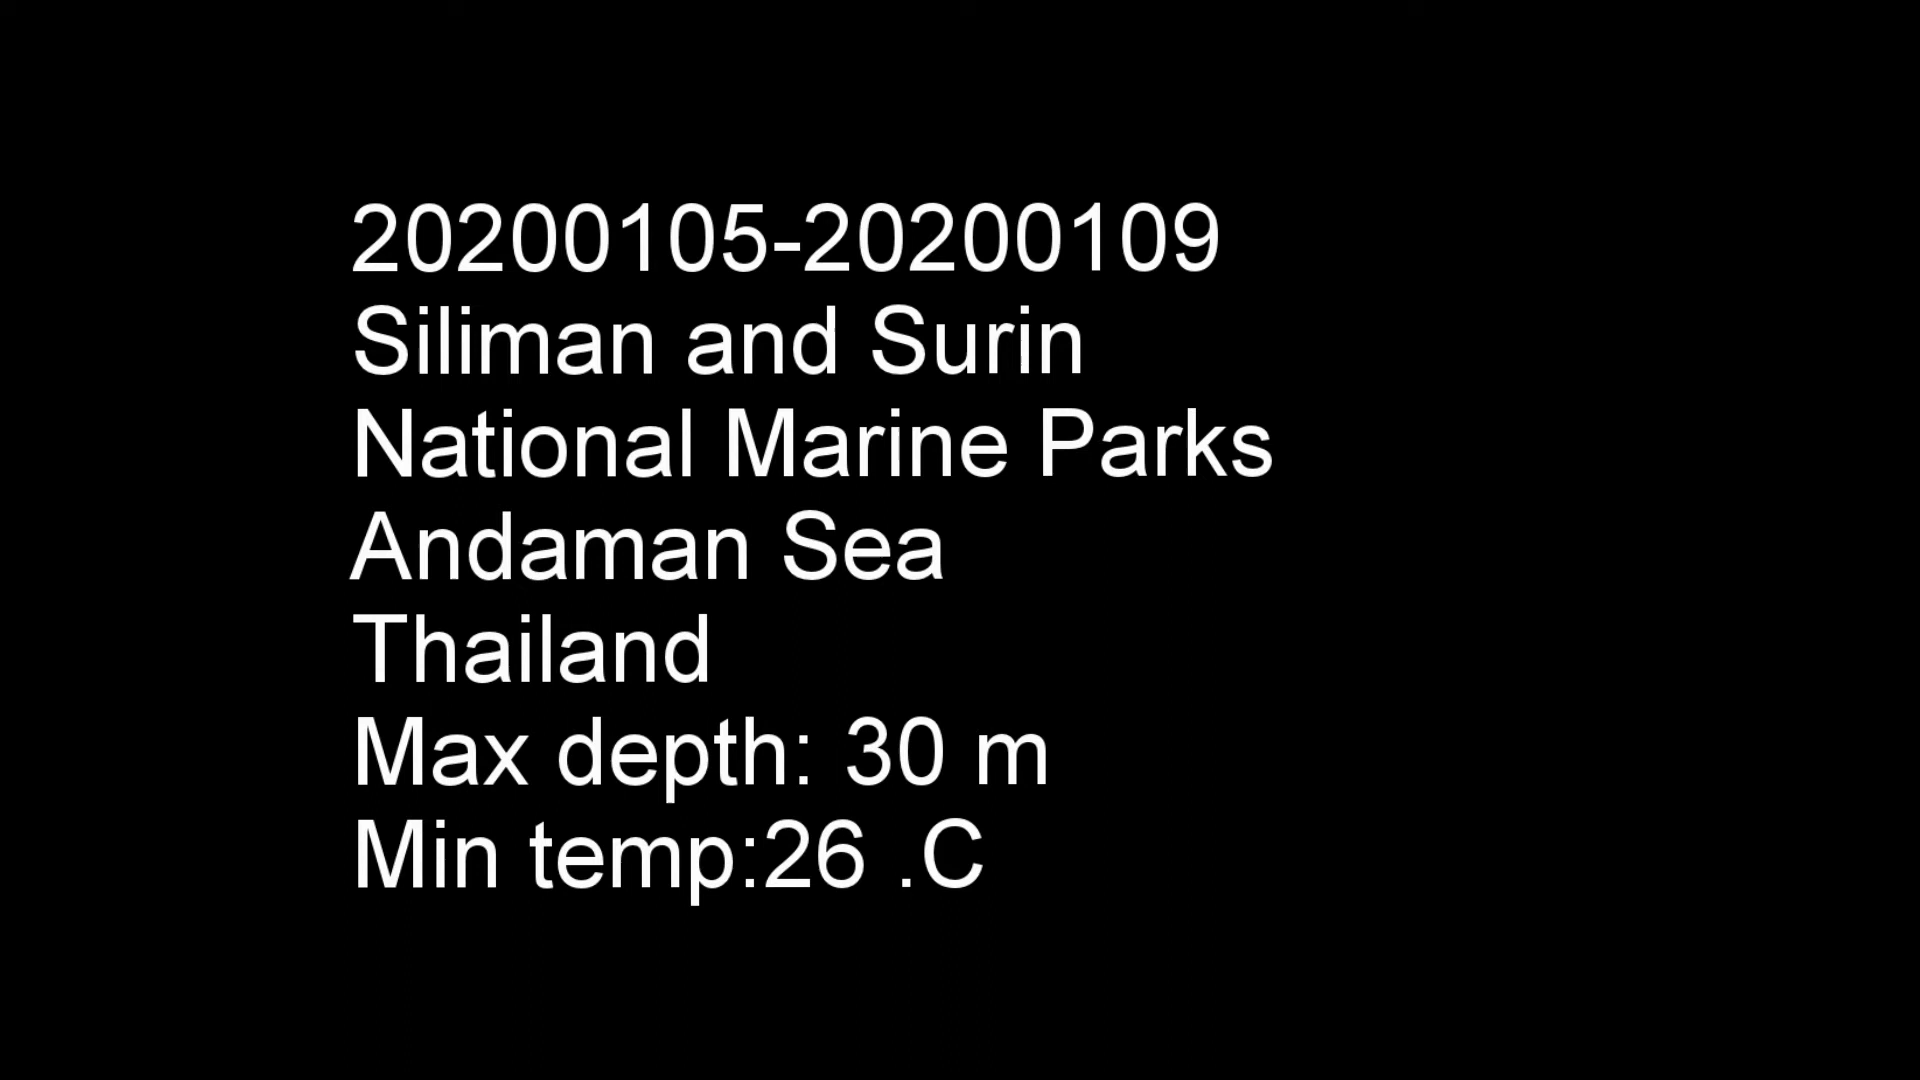 20200105-20200109
Siliman and Surin
National Marine Parks
Andaman Sea
Thailand
Max depth: 30 m
Min temp:26 .C